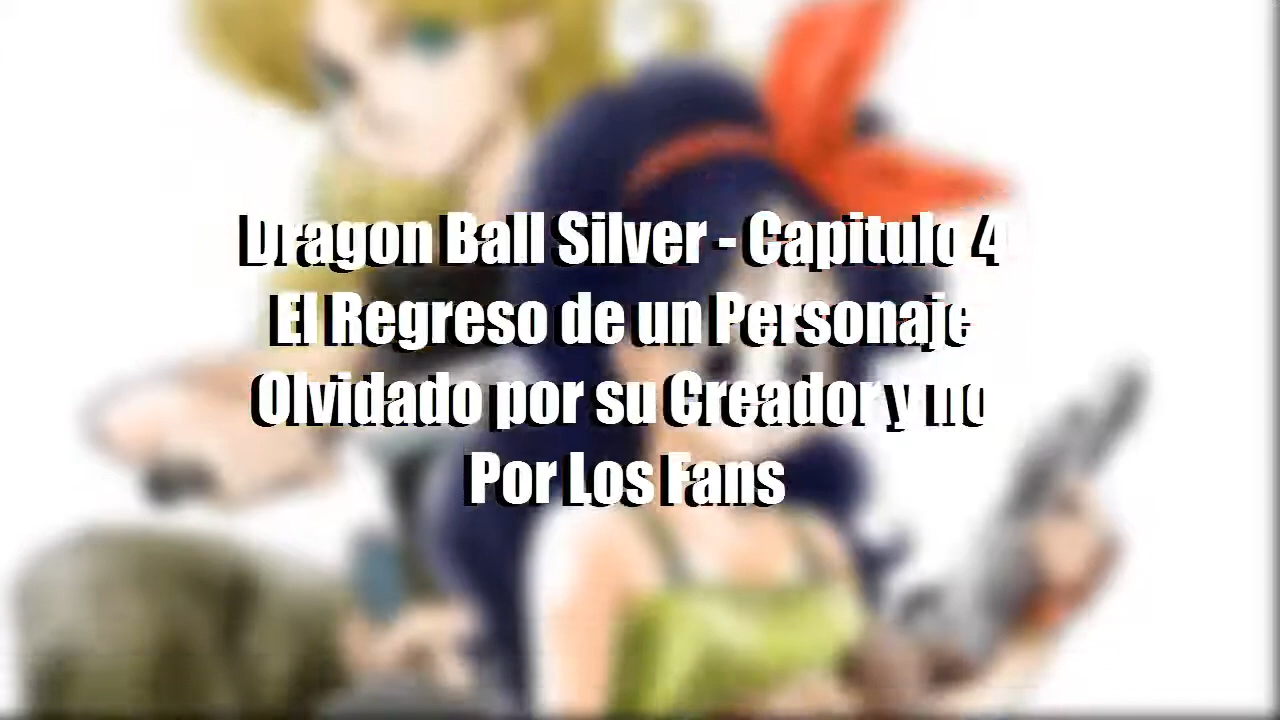 Dragon Ball Silver - Capitulo 4
El Regreso de un Personaje
Olvidado por su Creador y no
Por Los Fans